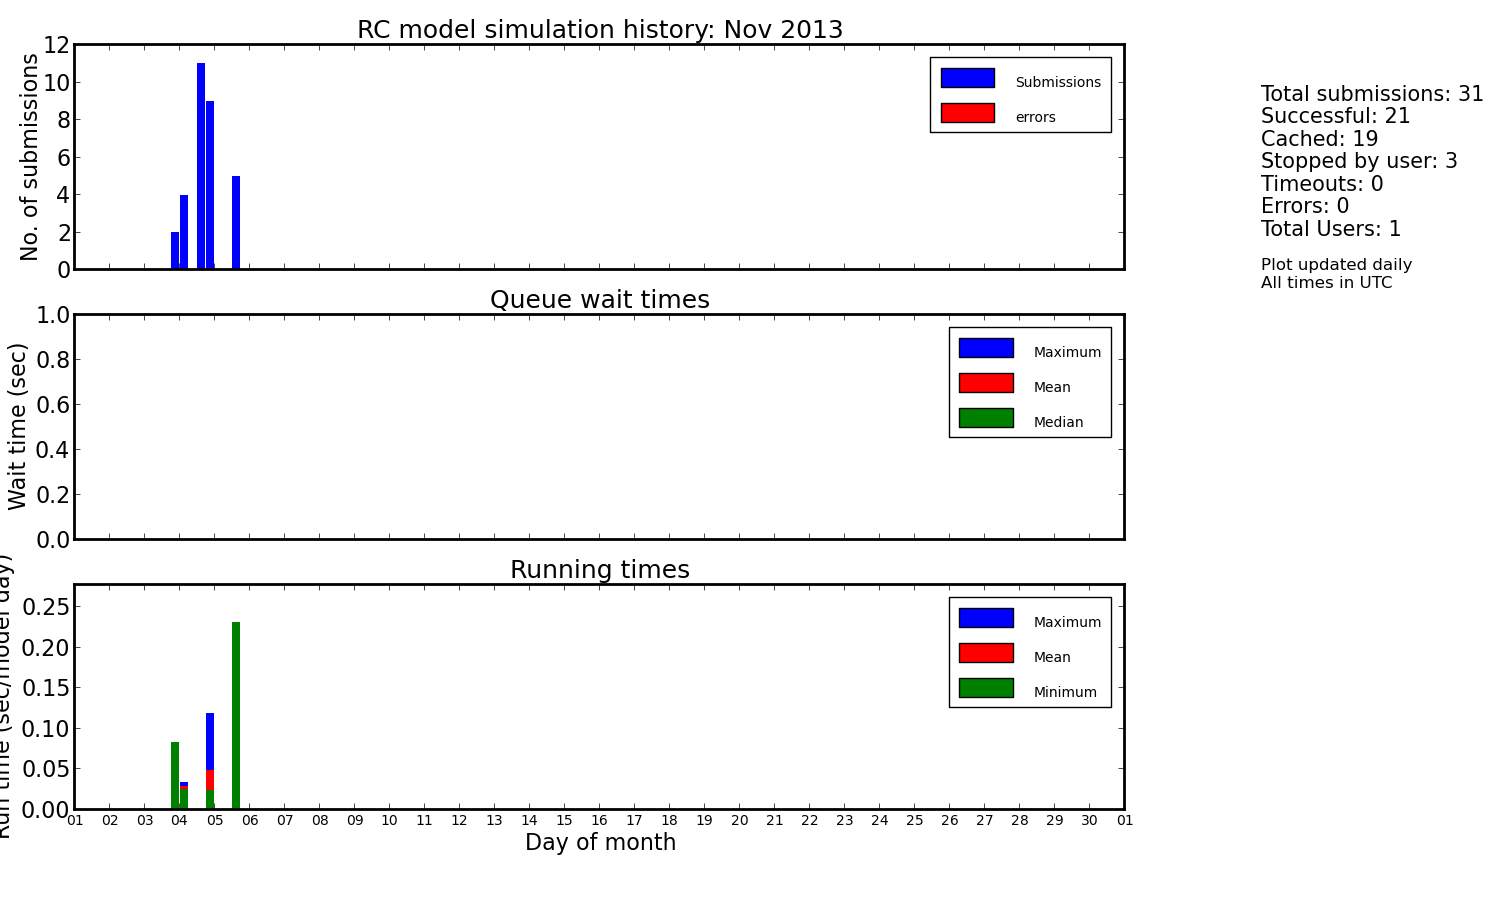 RC model simulation history: Nov 2013
12
10
8
6
4
2
0
No. of submissions
Submissions
errors
Total submissions: 31
Successful: 21
Cached: 19
Stopped by user: 3
Timeouts: 0
Errors: 0
Total Users: 1
Plot updated daily
All times in UTC
Queue wait times
1.0
0.8
0.6
0.4
0.2
0.0
Wait time (sec)
Maximum
Mean
Median
Running times
0.25
0.20
0.15
0.10
0.05
0.00
Run time (sec/model day)
Maximum
Mean
Minimum
01 02 03 04 05 06 07 08 09 10 11 12 13 14 15 16 17 18 19 20 21 22 23 24 25 26 27 28 29 30 01
Day of month